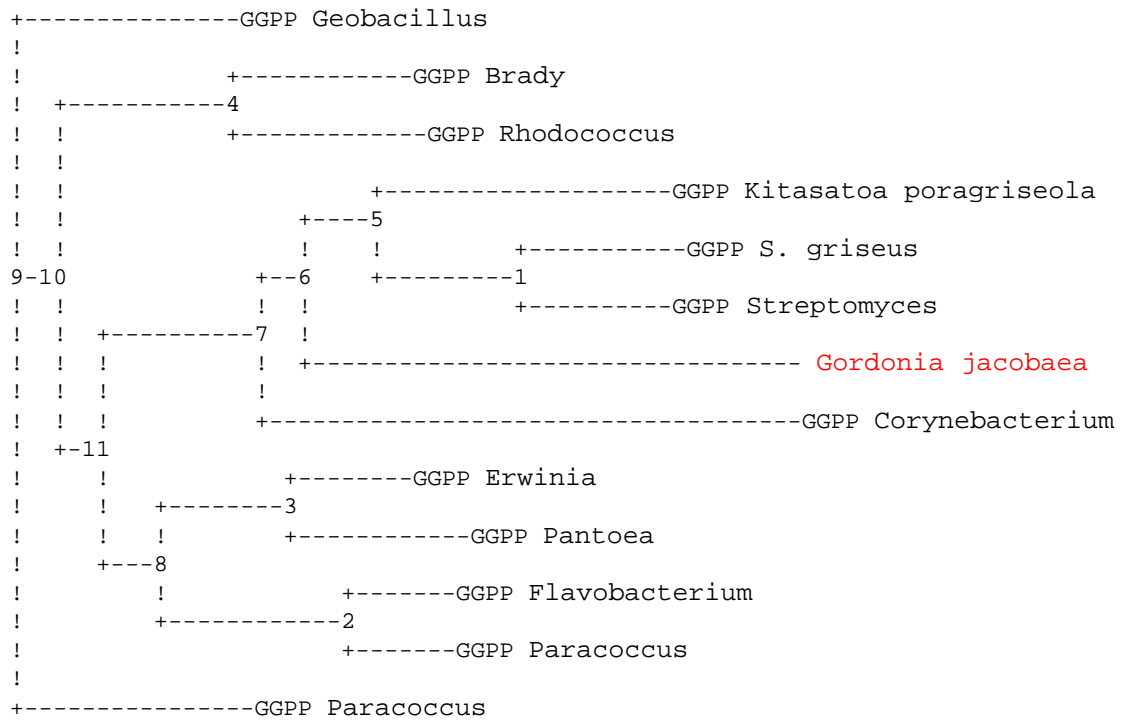 +---------------GGPP Geobacillus
!
!              +------------GGPP Brady
!  +-----------4
!  !           +-------------GGPP Rhodococcus
!  !
!  !                     +--------------------GGPP Kitasatoa poragriseola
!  !                +----5
!  !                !    !         +-----------GGPP S. griseus
9-10             +--6    +---------1
!  !             !  !              +----------GGPP Streptomyces
!  !  +----------7  !
!  !  !          !  +---------------------------------- Gordonia jacobaea
!  !  !          !
!  !  !          +-------------------------------------GGPP Corynebacterium
!  +-11
!     !            +--------GGPP Erwinia
!     !   +--------3
!     !   !        +------------GGPP Pantoea
!     +---8
!         !            +-------GGPP Flavobacterium
!         +------------2
!                      +-------GGPP Paracoccus
!
+----------------GGPP Paracoccus